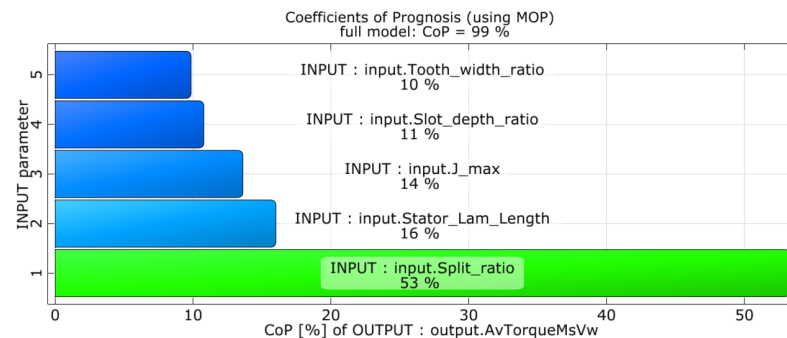 Coefficients of Prognosis (using MOP)
full model: CoP = 99 %
INPUT parameter
5
INPUT : input.Tooth_width_ratio
10 %
4
INPUT : input.Slot_depth_ratio
11 %
3
INPUT : input.J_max
14 %
2
INPUT : input.Stator_Lam_Length
16 %
1
INPUT : input.Split_ratio
53 %
0 10 20 30 40 50
CoP [%] of OUTPUT : output.AvTorqueMsVw